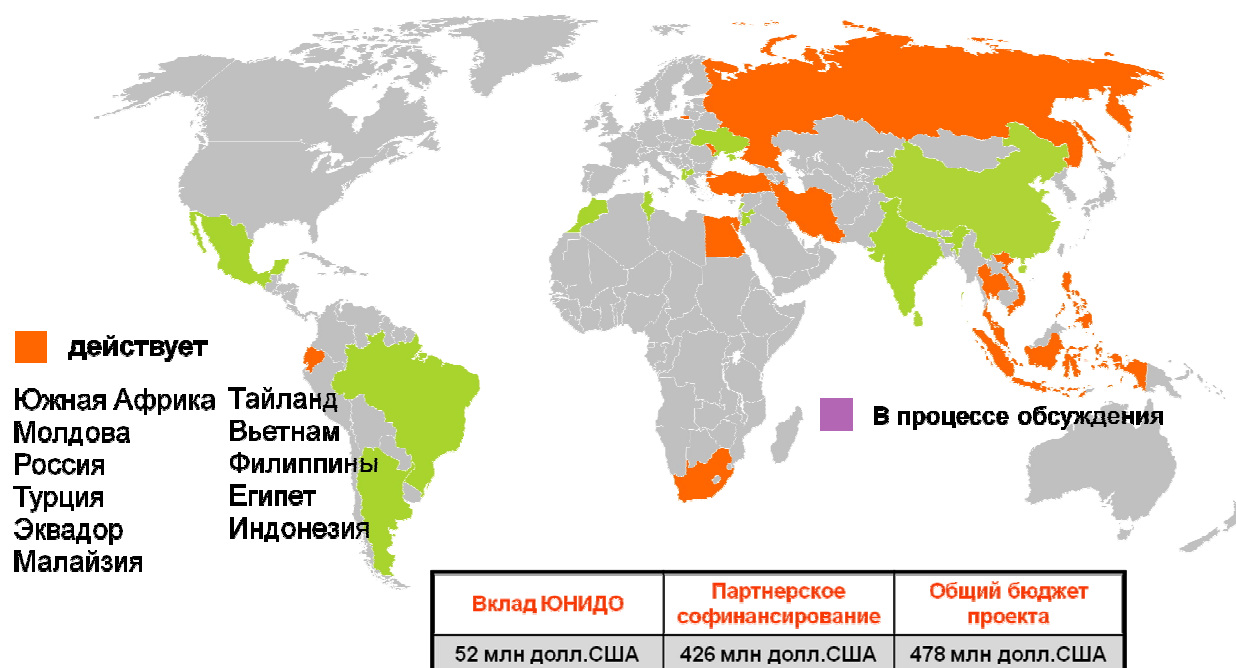 действует
Южная Африка
Молдова
Россия
Турция
Эквадор
Малайзия
Тайланд
Вьетнам
Филиппины
Египет
Индонезия
В процессе обсуждения
Вклад ЮНИДО
Партнерское
софинансирование
Общий бюджет
проекта
52 млн долл.США
426 млн долл.США
478 млн долл.США